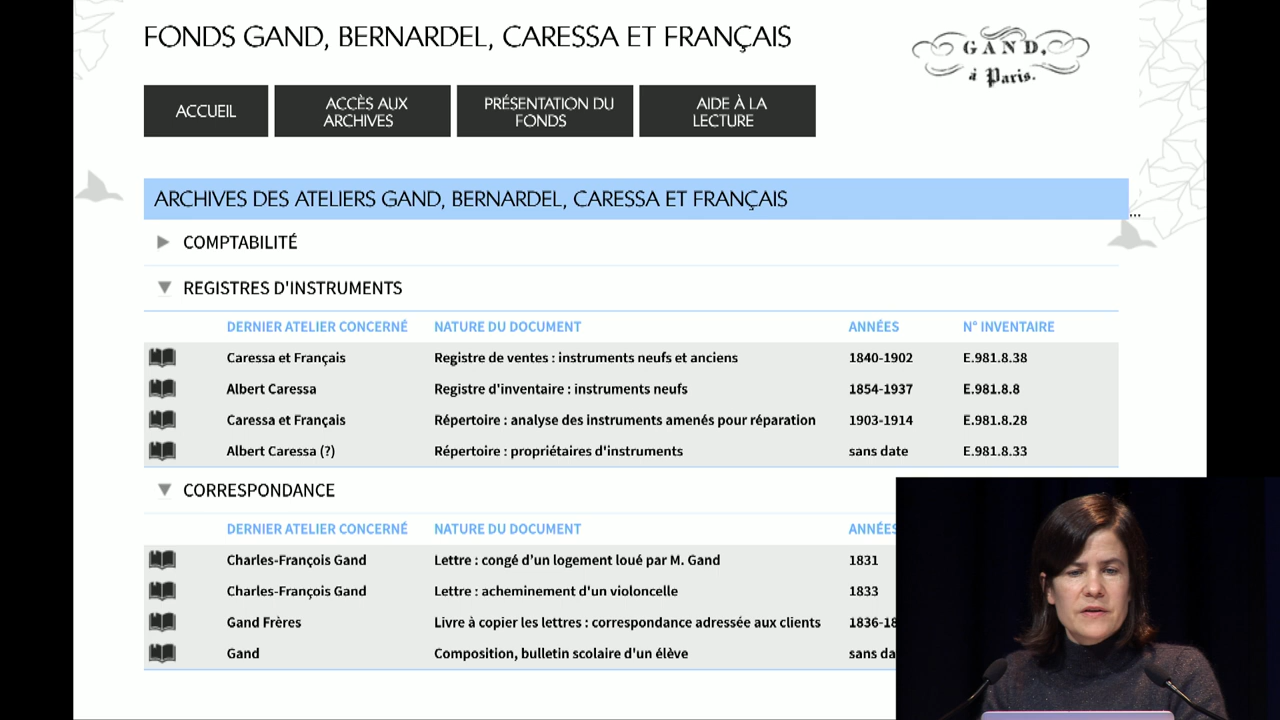 FONDS GAND, BERNARDEL, CARESSA ET FRANÇAIS
GAND,
à Paris.
ACCUEIL
ACCÈS AUX
ARCHIVES
PRÉSENTATION DU
FONDS
AIDE À LA
LECTURE
ARCHIVES DES ATELIERS GAND, BERNARDEL, CARESSA ET FRANÇAIS
...
COMPTABILITÉ
REGISTRES D'INSTRUMENTS
DERNIER ATELIER CONCERNÉ NATURE DU DOCUMENT ANNÉES N° INVENTAIRE
Caressa et Français Registre de ventes : instruments neufs et anciens 1840-1902 E.981.8.38
Albert Caressa Registre d'inventaire : instruments neufs 1854-1937 E.981.8.8
Caressa et Français Répertoire : analyse des instruments amenés pour réparation 1903-1914 E.981.8.28
Albert Caressa (?) Répertoire : propriétaires d'instruments sans date E.981.8.33
CORRESPONDANCE
DERNIER ATELIER CONCERNÉ NATURE DU DOCUMENT ANNÉES
Charles-François Gand Lettre : congé d'un logement loué par M. Gand 1831
Charles-François Gand Lettre : acheminement d'un violoncelle 1833
Gand Frères Livre à copier les lettres : correspondance adressée aux clients 1836-18
Gand Composition, bulletin scolaire d'un élève sans da